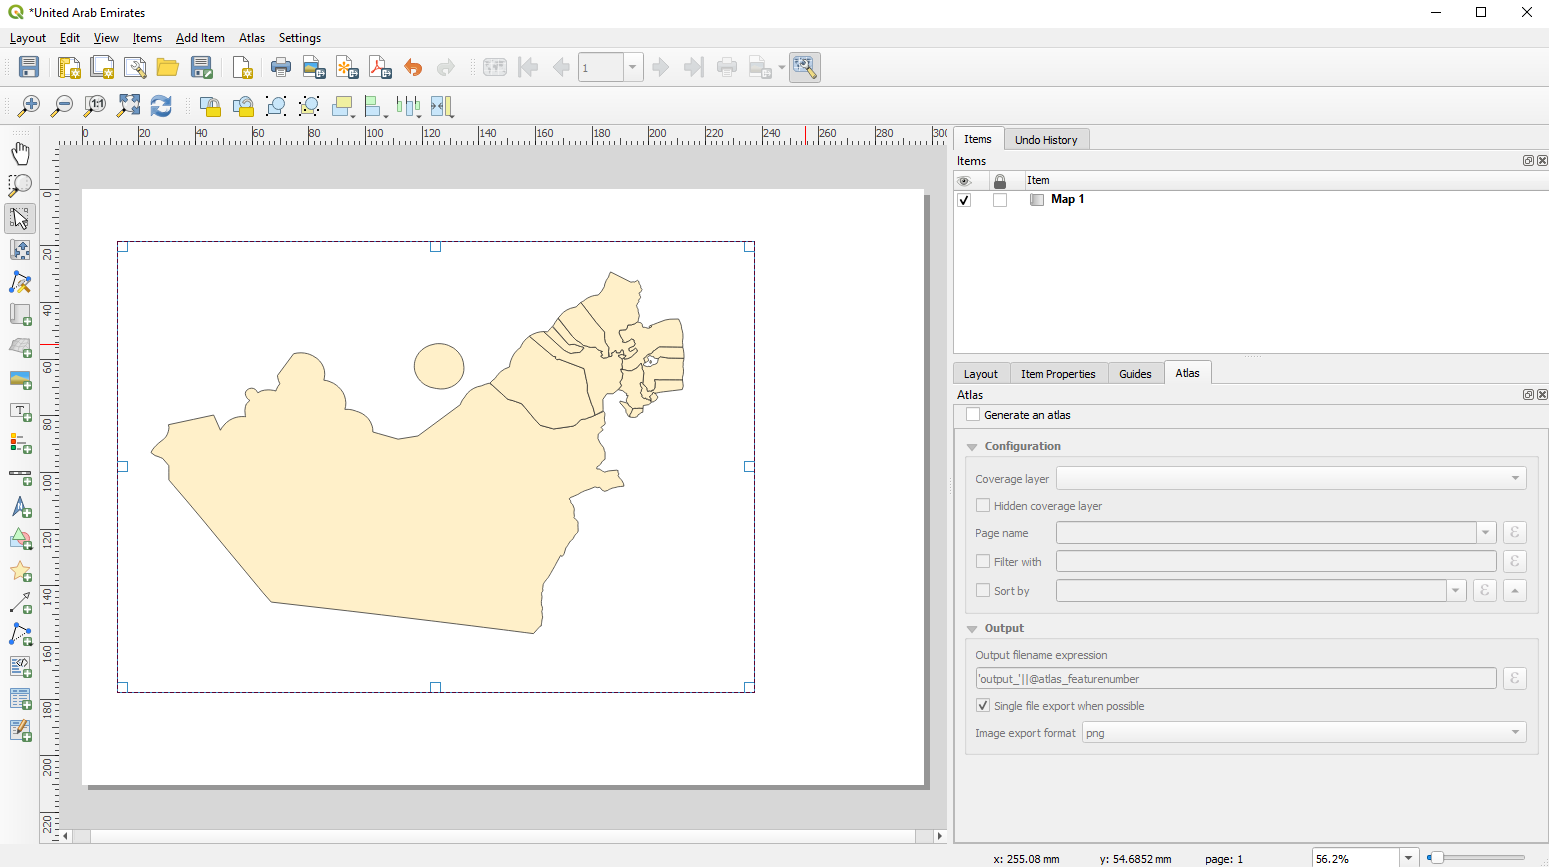 *United Arab Emirates
Layout Edit View Items Add Item Atlas Settings
1
1:1
0 20 40 60 80 100 120 140 160 180 200 220 240 260 280 300
0
20
40
60
80
100
120
140
160
180
200
220
T
Items Undo History
Items
Item
Map 1
Layout Item Properties Guides Atlas
Atlas
Generate an atlas
Configuration
Coverage layer
Hidden coverage layer
Page name ε
Filter with ε
Sort by ε
Output
Output filename expression
'output_'||@atlas_featurenumber ε
Single file export when possible
Image export format png
x: 255.08 mm y: 54.6852 mm page: 1 56.2%